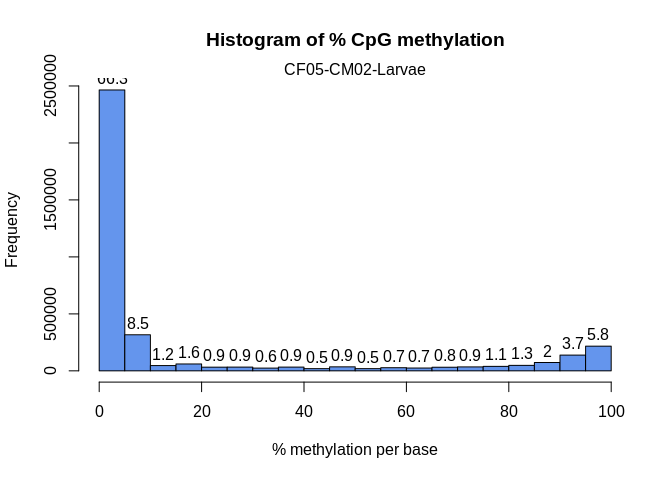 Histogram of % CpG methylation
CF05-CM02-Larvae
66.3
8.5 1.2 1.6 0.9 0.9 0.6 0.9 0.5 0.9 0.5 0.7 0.7 0.8 0.9 1.1 1.3 2 3.7 5.8
Frequency
0 500000 1500000 2500000
0 20 40 60 80 100
% methylation per base